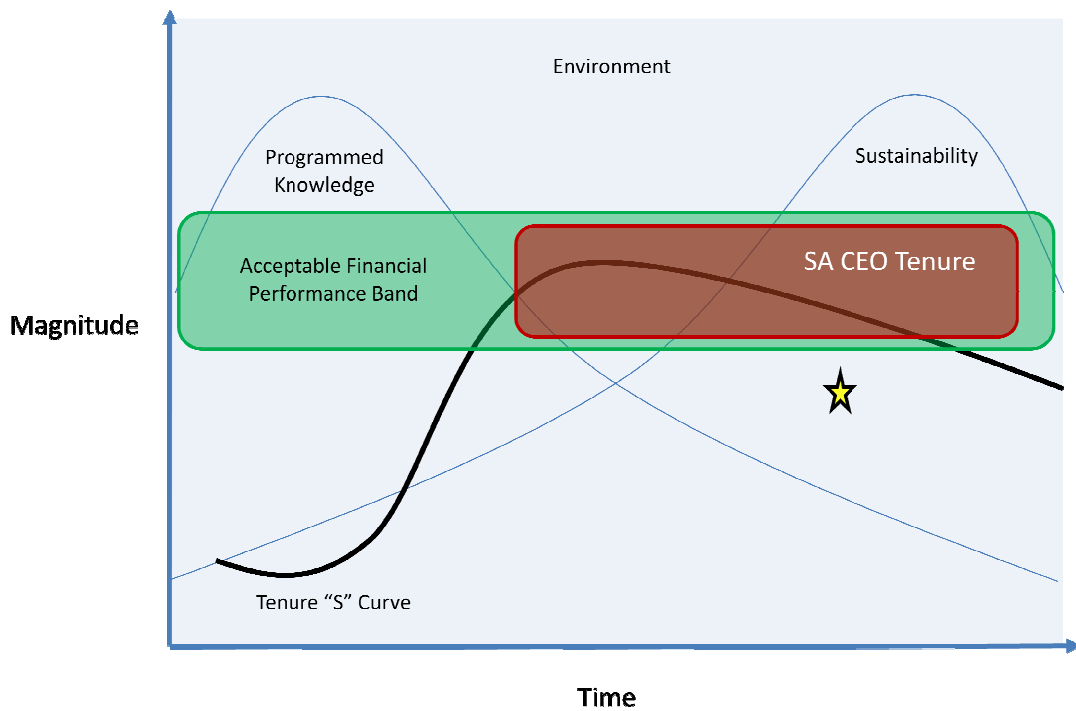 Environment
Programmed
Knowledge
Sustainability
Acceptable Financial
Performance Band
SA CEO Tenure
Magnitude
Tenure “S” Curve
Time